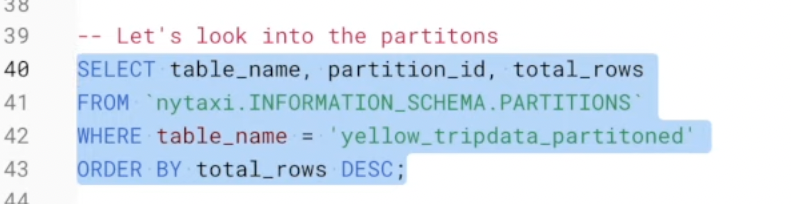 38
39 -- Let's look into the partitons
40 SELECT table_name, partition_id, total_rows
41 FROM `nytaxi.INFORMATION_SCHEMA.PARTITIONS`
42 WHERE table_name = 'yellow_tripdata_partitoned'
43 ORDER BY total_rows DESC;
44